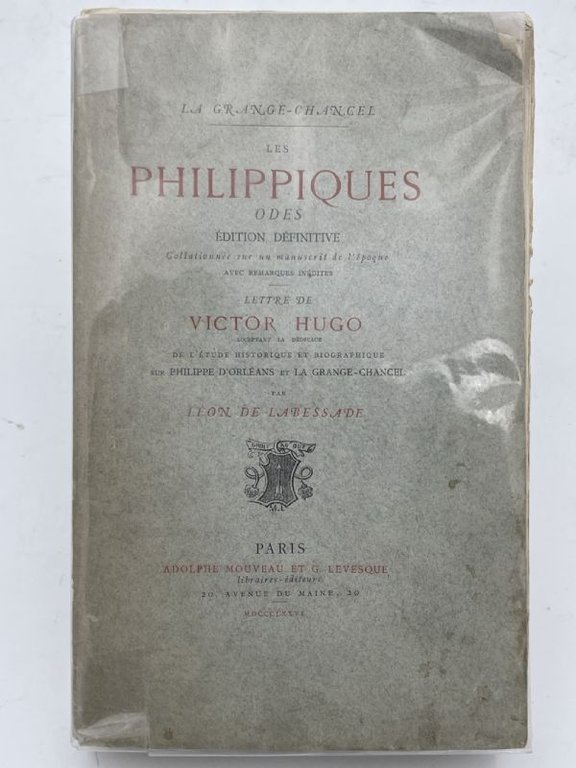 LA GRANGE-CHANCEL
LES
PHILIPPIQUES
ODES
ÉDITION DÉFINITIVE
Collationnée sur un manuscrit de l'époque
AVEC REMARQUES INÉDITES
LETTRE DE
VICTOR HUGO
ACCEPTANT LA DÉDICACE
DE L'ÉTUDE HISTORIQUE ET BIOGRAPHIQUE
SUR PHILIPPE D'ORLÉANS ET LA GRANGE-CHANCEL
PAR
LÉON DE LABESSADE
M.L
PARIS
ADOLPHE MOUVEAU ET G. LEVESQUE
libraires-éditeurs
20, AVENUE DU MAINE, 20
MDCCCLXXVI